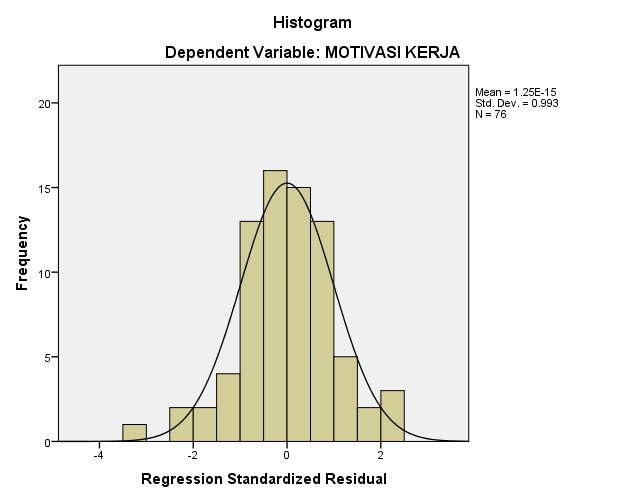 Histogram
Dependent Variable: MOTIVASI KERJA
Mean = 1.25E-15
Std. Dev. = 0.993
N = 76
Frequency
20
15
10
5
0
-4
-2
0
2
Regression Standardized Residual